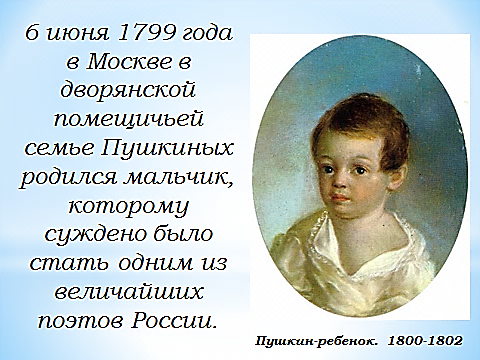 6 июня 1799 года
в Москве в
дворянской
помещичьей
семье Пушкиных
родился мальчик,
которому
суждено было
стать одним из
величайших
поэтов России.
Пушкин-ребенок. 1800-1802